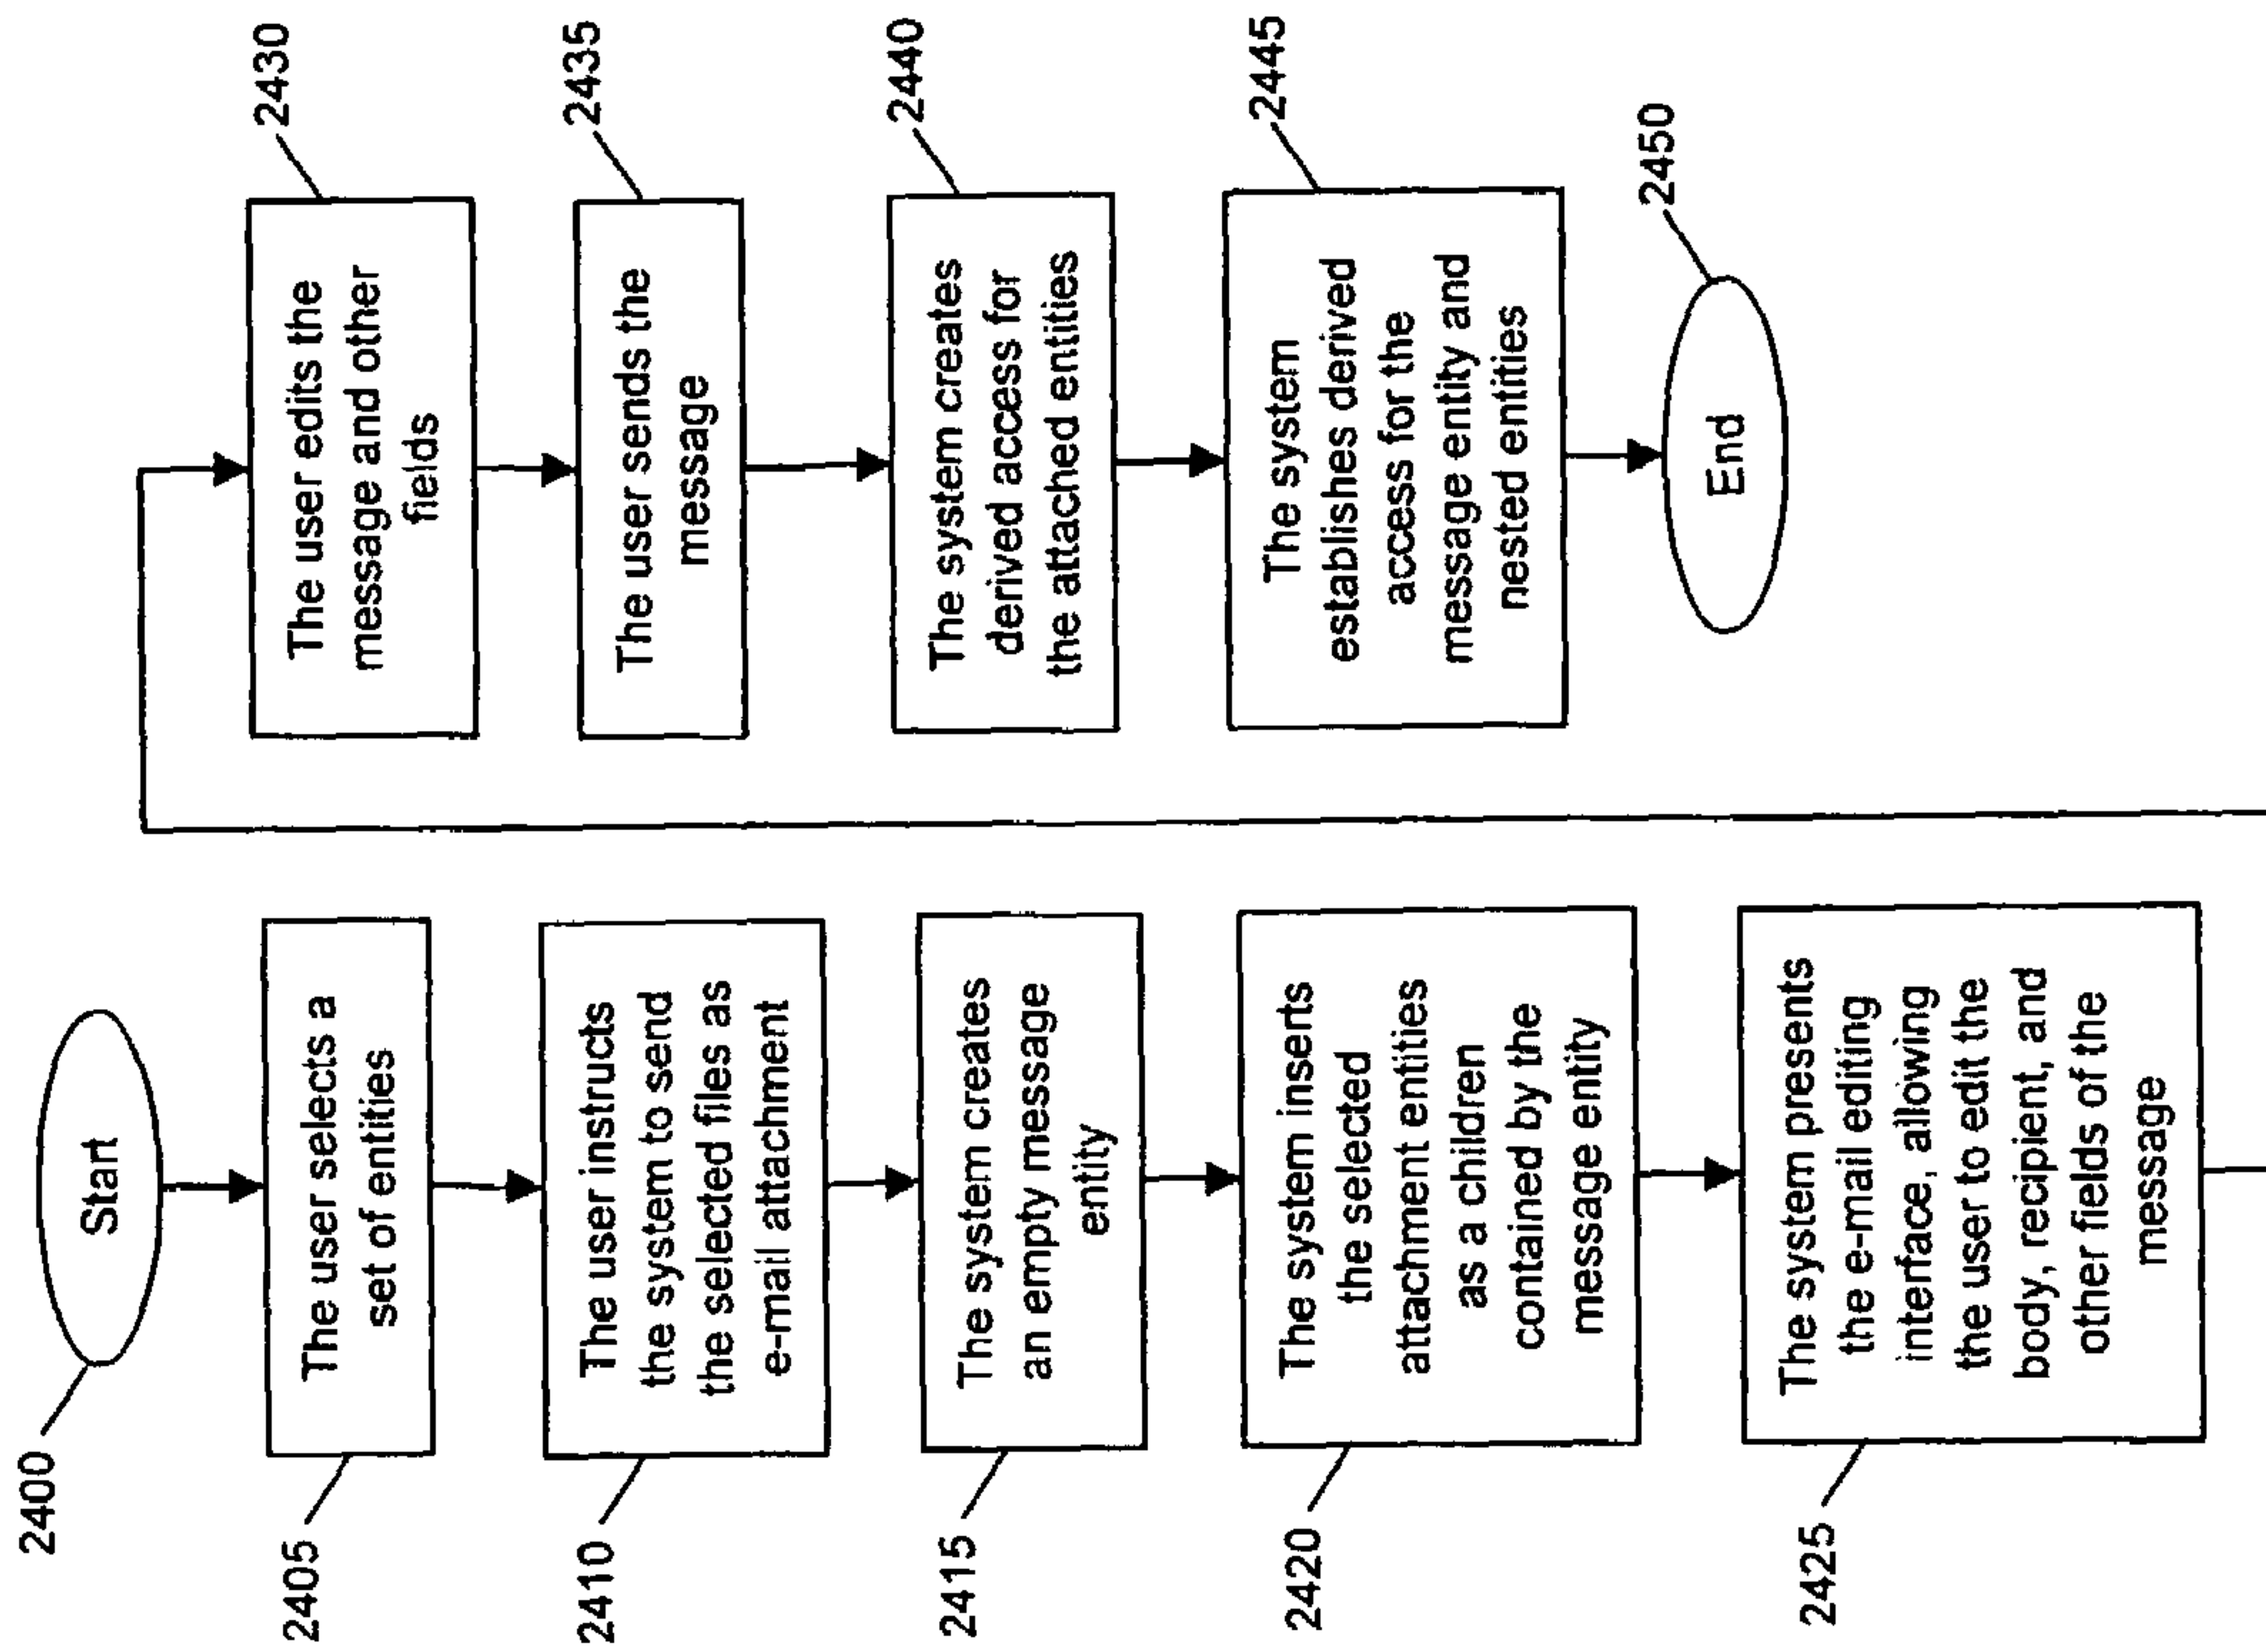 2400
Start
2405
The user selects a
set of entities
2410
The user instructs
the system to send
the selected files as
e-mail attachment
2415
The system creates
an empty message
entity
2420
The system inserts
the selected
attachment entities
as a children
contained by the
message entity
2425
The system presents
the e-mail editing
interface, allowing
the user to edit the
body, recipient, and
other fields of the
message
2430
The user edits the
message and other
fields
2435
The user sends the
message
2440
The system creates
derived access for
the attached entities
2445
The system
establishes derived
access for the
message entity and
nested entities
2450
End